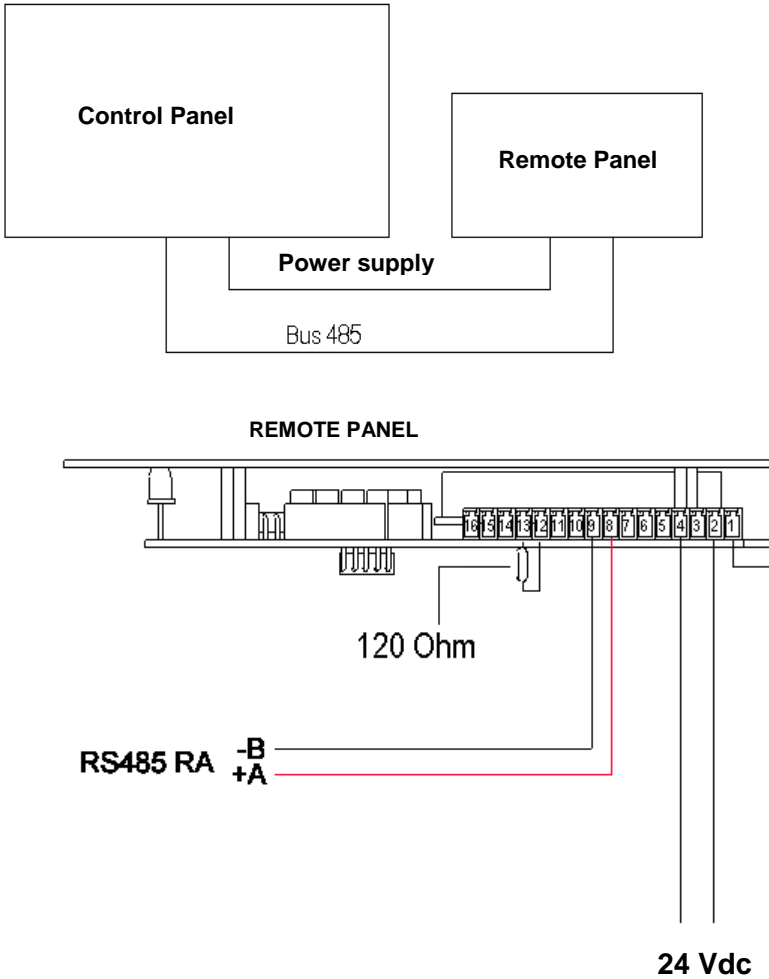 Control Panel
Remote Panel
Power supply
Bus 485
REMOTE PANEL
16 15 14 13 12 11 10 9 8 7 6 5 4 3 2 1
120 Ohm
RS485 RA -B
+A
24 Vdc